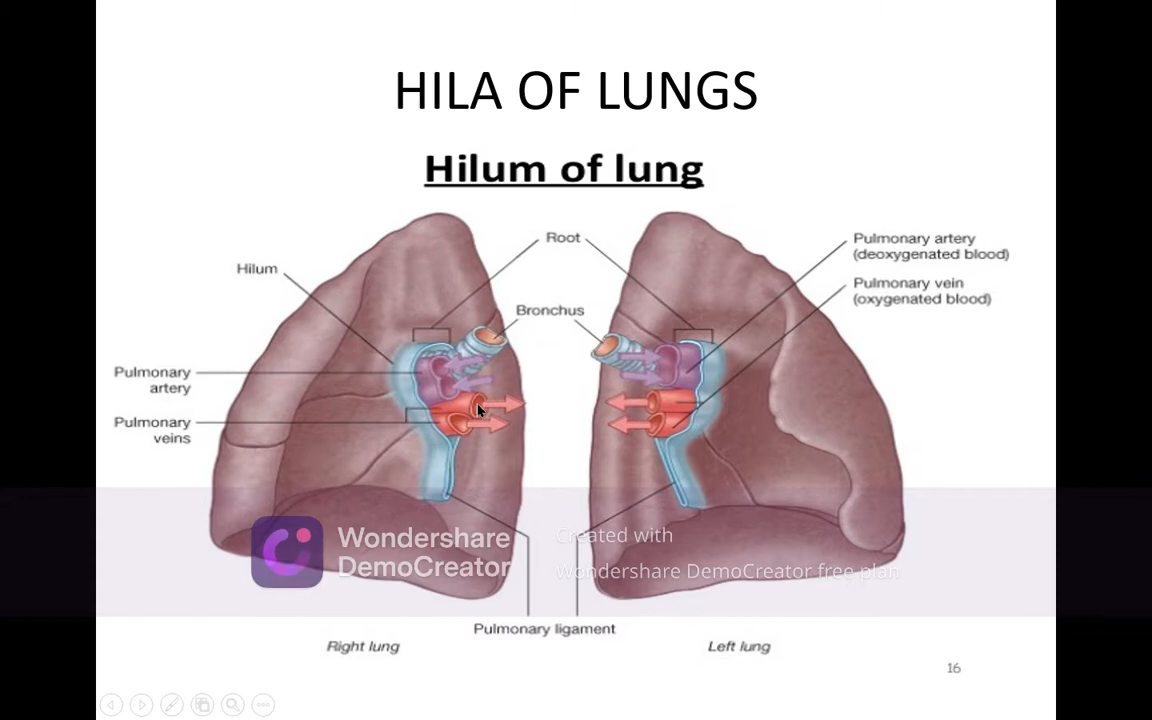 HILA OF LUNGS
Hilum of lung
Root
Pulmonary artery
(deoxygenated blood)
Hilum
Pulmonary vein
(oxygenated blood)
Bronchus
Pulmonary
artery
Pulmonary
veins
Wondershare
DemoCreator
Created with
Wondershare DemoCreator free plan
Pulmonary ligament
Right lung
Left lung
16